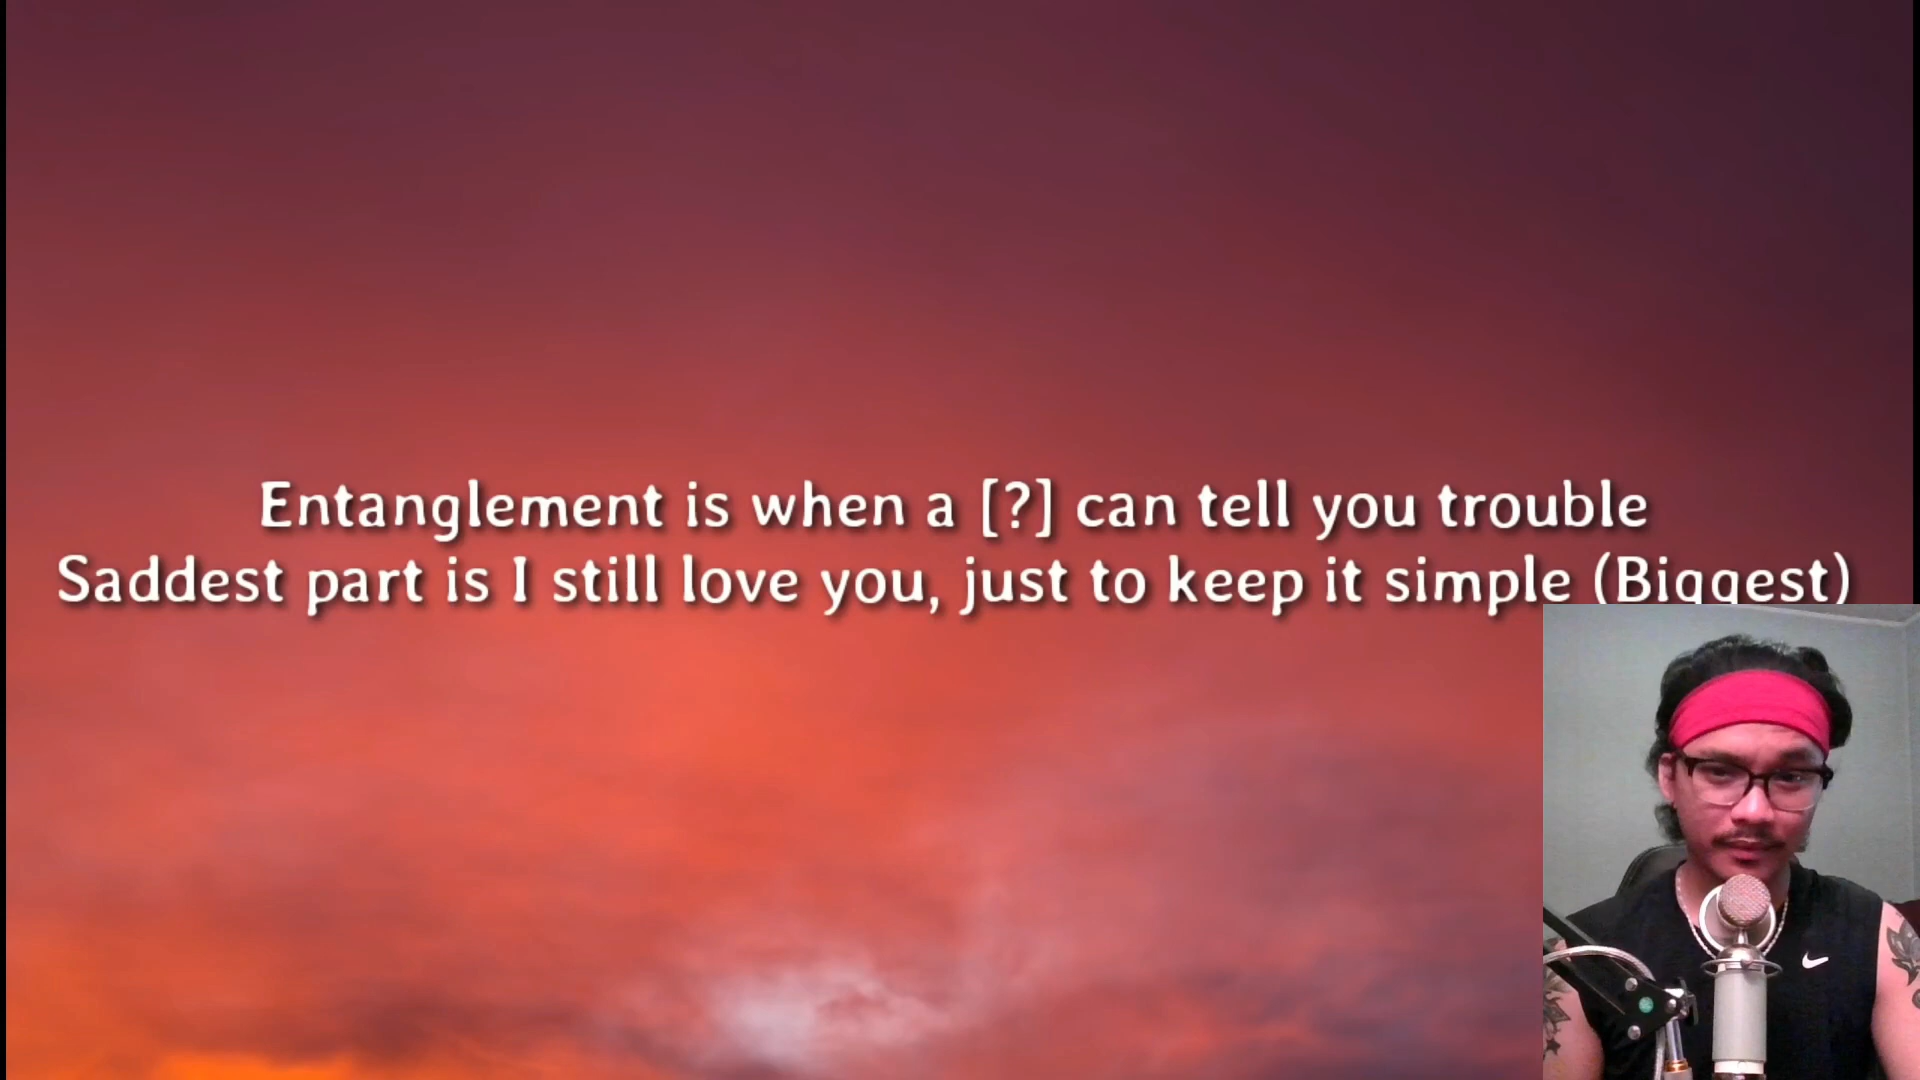 Entanglement is when a [?] can tell you trouble
Saddest part is I still love you, just to keep it simple (Biggest)